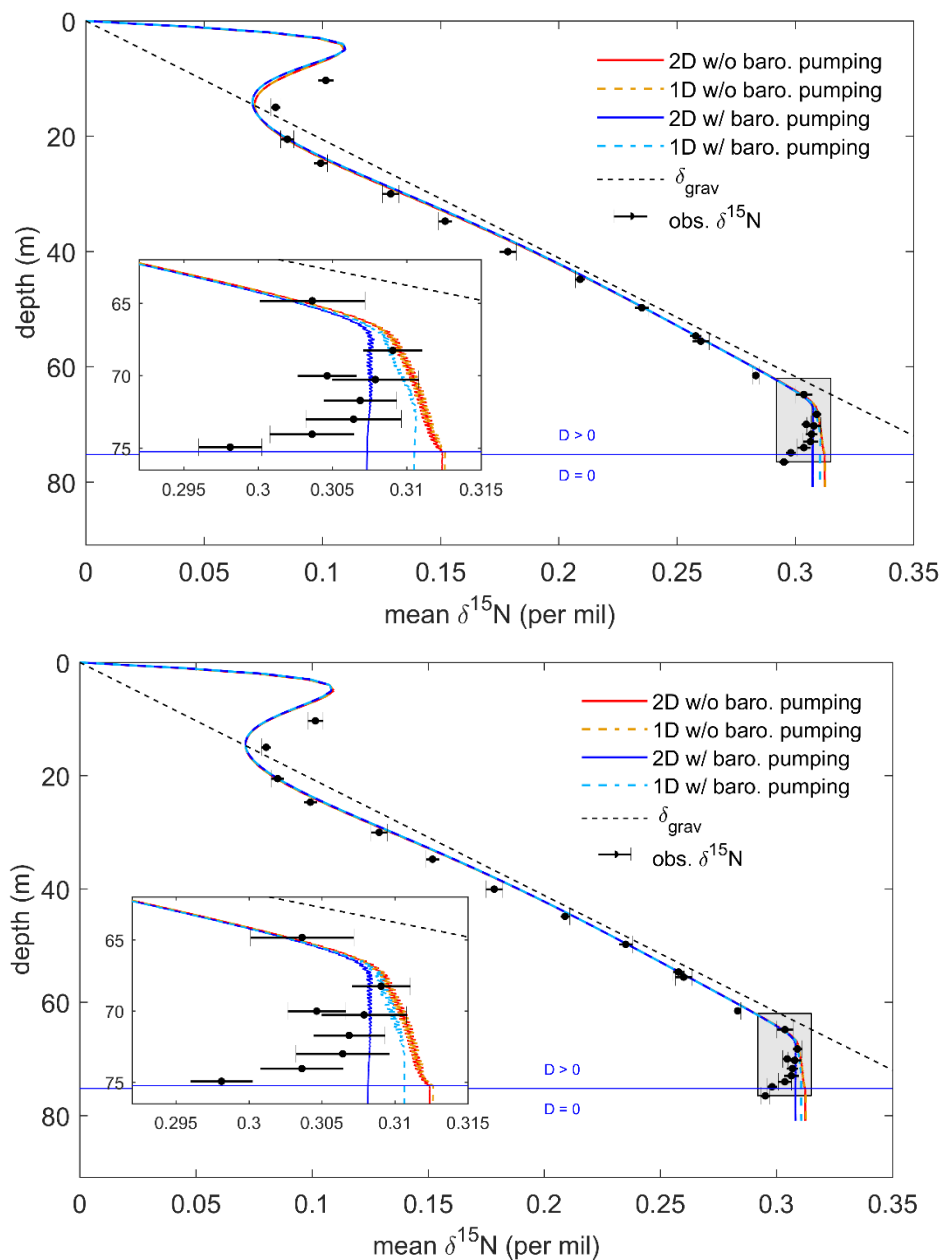 0
20
40
60
80
depth (m)
2D w/o baro. pumping
1D w/o baro. pumping
2D w/ baro. pumping
1D w/ baro. pumping
δgrav
obs. δ15N
65
70
75
0.295 0.3 0.305 0.31 0.315
D > 0
D = 0
0 0.05 0.1 0.15 0.2 0.25 0.3 0.35
mean δ15N (per mil)
0
20
40
60
80
depth (m)
2D w/o baro. pumping
1D w/o baro. pumping
2D w/ baro. pumping
1D w/ baro. pumping
δgrav
obs. δ15N
65
70
75
0.295 0.3 0.305 0.31 0.315
D > 0
D = 0
0 0.05 0.1 0.15 0.2 0.25 0.3 0.35
mean δ15N (per mil)